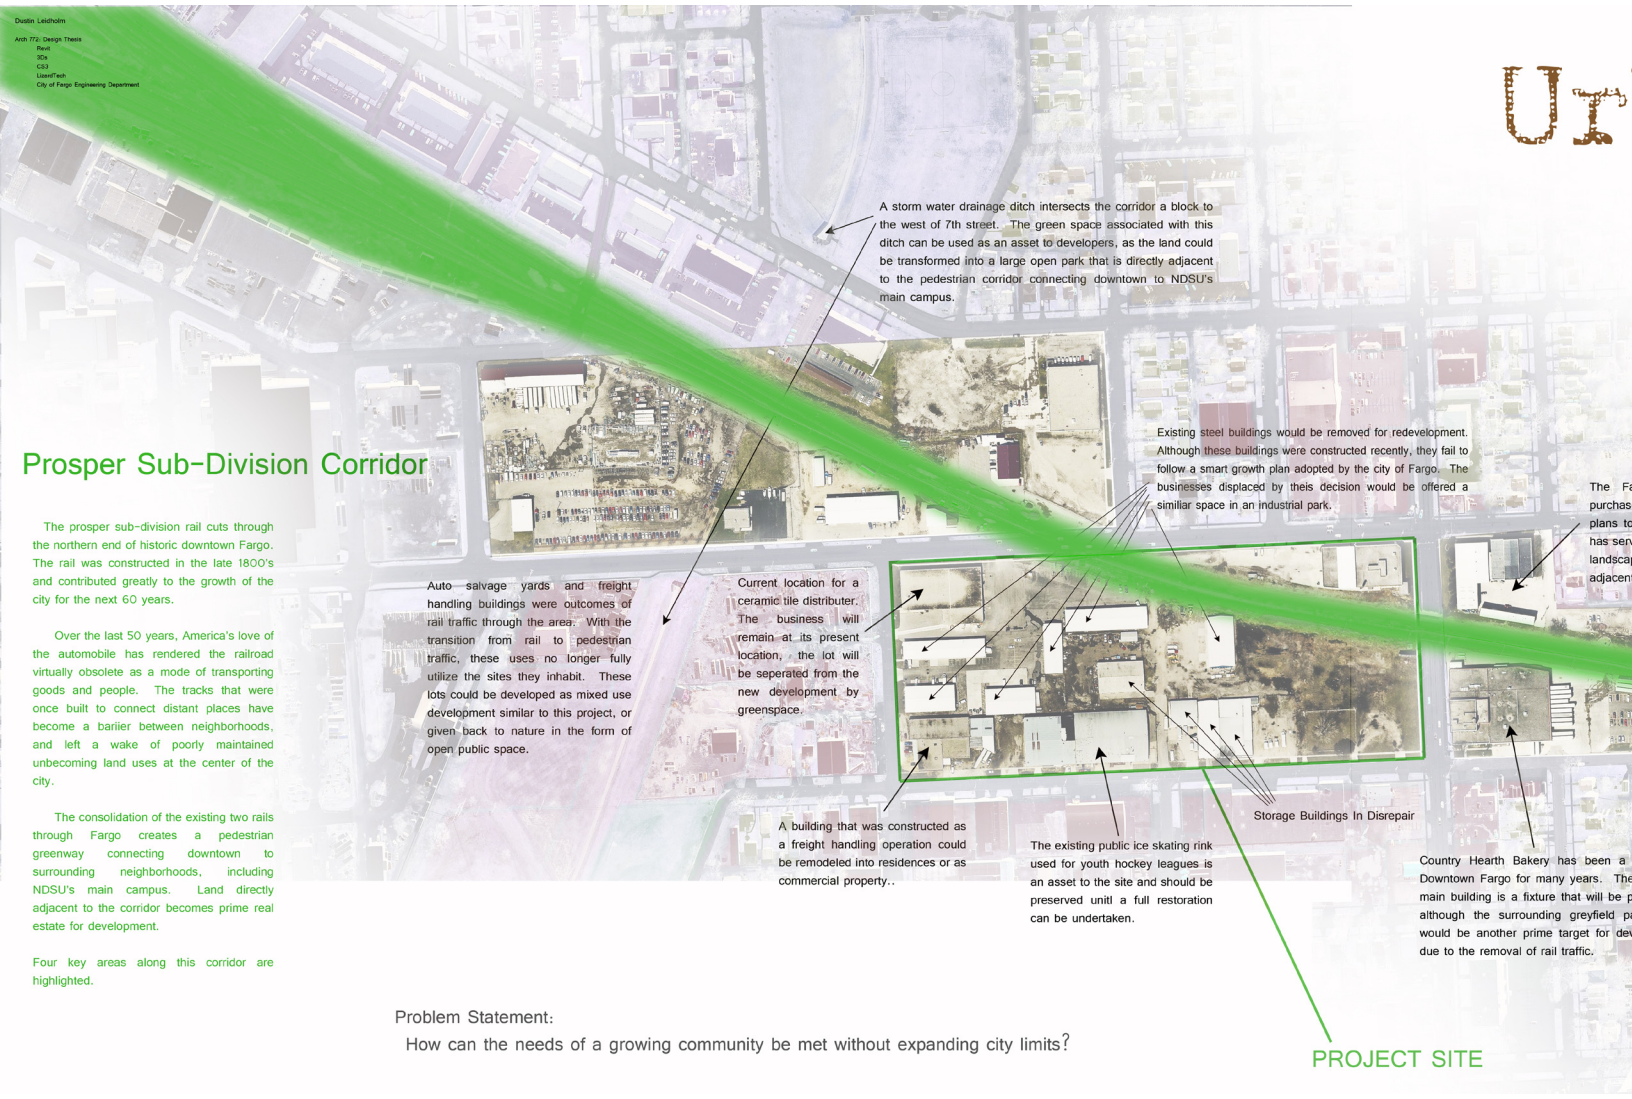 Dustin Leidholm
Arch 772: Design Thesis
Revit
3Ds
CS3
LizardTech
City of Fargo Engineering Department
Ur
A storm water drainage ditch intersects the corridor a block to
the west of 7th street. The green space associated with this
ditch can be used as an asset to developers, as the land could
be transformed into a large open park that is directly adjacent
to the pedestrian corridor connecting downtown to NDSU's
main campus.
Existing steel buildings would be removed for redevelopment.
Although these buildings were constructed recently, they fail to
follow a smart growth plan adopted by the city of Fargo. The
businesses displaced by theis decision would be offered a
similiar space in an industrial park.
The Fa
purchas
plans to
has serv
landscap
adjacent
Prosper Sub-Division Corridor
The prosper sub-division rail cuts through
the northern end of historic downtown Fargo.
The rail was constructed in the late 1800's
and contributed greatly to the growth of the
city for the next 60 years.
Over the last 50 years, America's love of
the automobile has rendered the railroad
virtually obsolete as a mode of transporting
goods and people. The tracks that were
once built to connect distant places have
become a bariier between neighborhoods,
and left a wake of poorly maintained
unbecoming land uses at the center of the
city.
The consolidation of the existing two rails
through Fargo creates a pedestrian
greenway connecting downtown to
surrounding neighborhoods, including
NDSU's main campus. Land directly
adjacent to the corridor becomes prime real
estate for development.
Four key areas along this corridor are
highlighted.
Auto salvage yards and freight
handling buildings were outcomes of
rail traffic through the area. With the
transition from rail to pedestrian
traffic, these uses no longer fully
utilize the sites they inhabit. These
lots could be developed as mixed use
development similar to this project, or
given back to nature in the form of
open public space.
Current location for a
ceramic tile distributer.
The business will
remain at its present
location, the lot will
be seperated from the
new development by
greenspace.
A building that was constructed as
a freight handling operation could
be remodeled into residences or as
commercial property..
The existing public ice skating rink
used for youth hockey leagues is
an asset to the site and should be
preserved unitl a full restoration
can be undertaken.
Storage Buildings In Disrepair
Country Hearth Bakery has been a
Downtown Fargo for many years. The
main building is a fixture that will be p
although the surrounding greyfield pa
would be another prime target for dev
due to the removal of rail traffic.
Problem Statement:
How can the needs of a growing community be met without expanding city limits?
PROJECT SITE